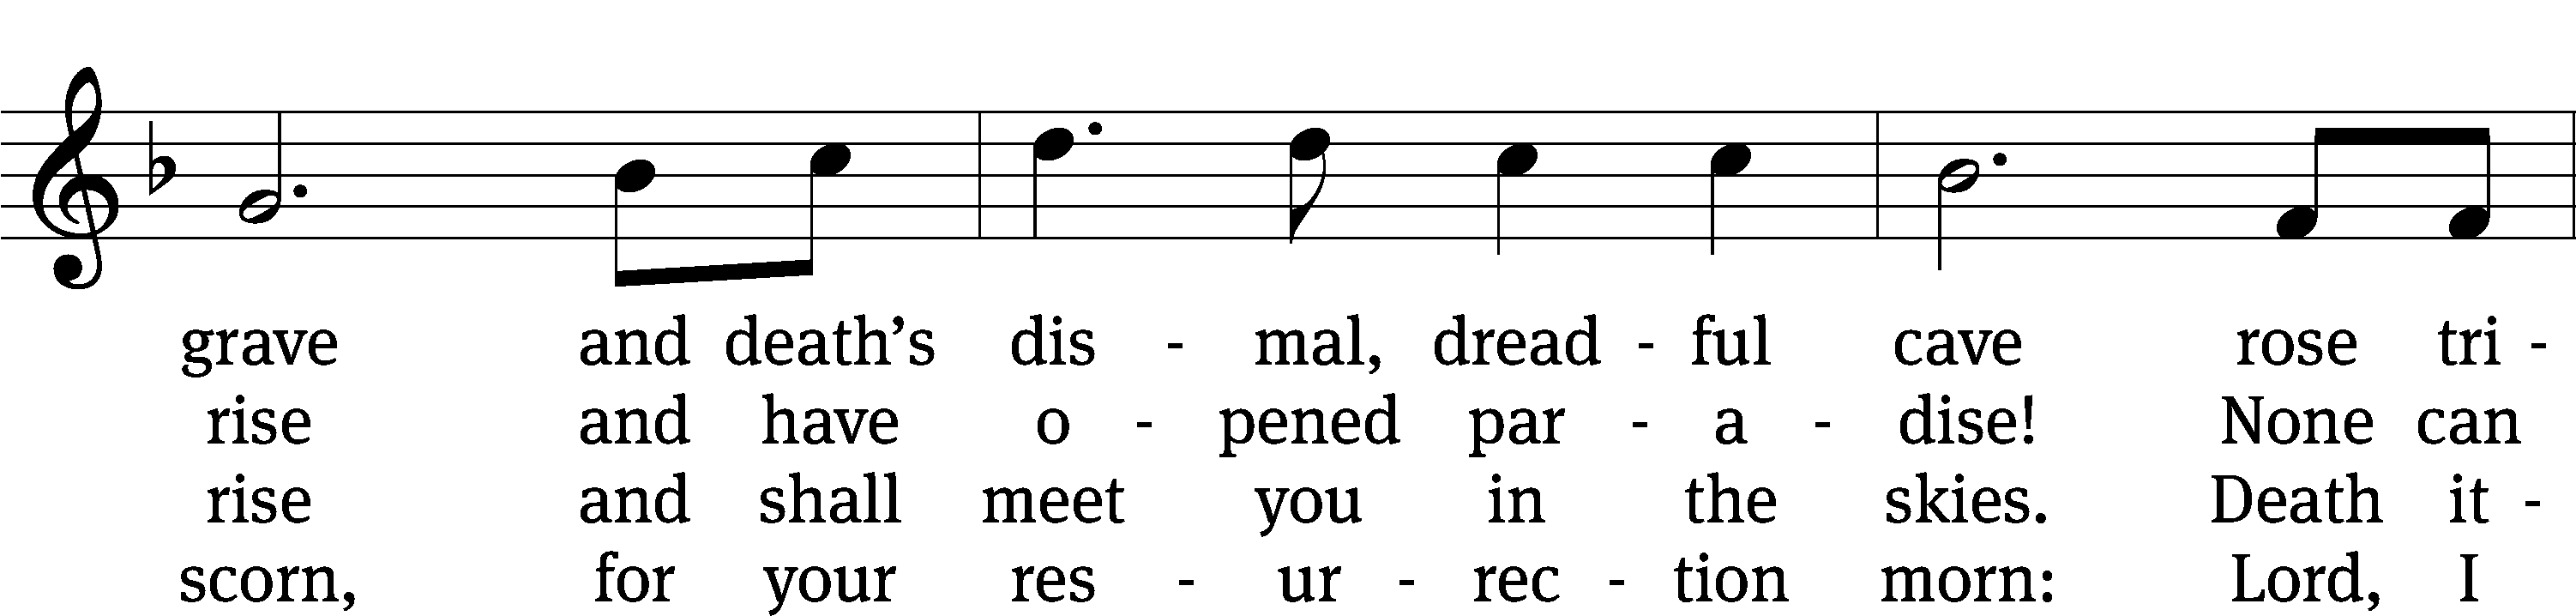 grave and death’s dis - mal, dread - ful cave rose tri -
rise and have o - pened par - a - dise! None can
rise and shall meet you in the skies. Death it -
scorn, for your res - ur - rec - tion morn: Lord, I